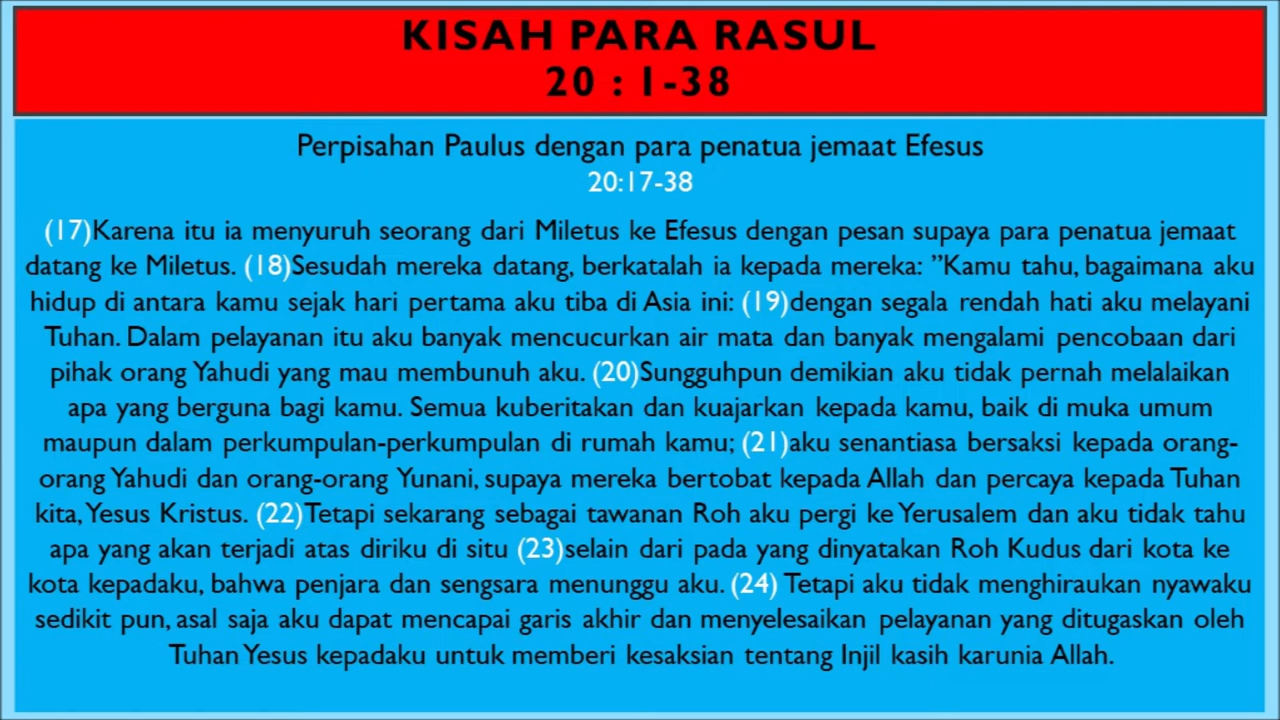 KISAH PARA RASUL
20 : 1-38
Perpisahan Paulus dengan para penatua jemaat Efesus
20:17-38
(17)Karena itu ia menyuruh seorang dari Miletus ke Efesus dengan pesan supaya para penatua jemaat
datang ke Miletus. (18)Sesudah mereka datang, berkatalah ia kepada mereka: ”Kamu tahu, bagaimana aku
hidup di antara kamu sejak hari pertama aku tiba di Asia ini: (19)dengan segala rendah hati aku melayani
Tuhan. Dalam pelayanan itu aku banyak mencucurkan air mata dan banyak mengalami pencobaan dari
pihak orang Yahudi yang mau membunuh aku. (20)Sungguhpun demikian aku tidak pernah melalaikan
apa yang berguna bagi kamu. Semua kuberitakan dan kuajarkan kepada kamu, baik di muka umum
maupun dalam perkumpulan-perkumpulan di rumah kamu; (21)aku senantiasa bersaksi kepada orang-
orang Yahudi dan orang-orang Yunani, supaya mereka bertobat kepada Allah dan percaya kepada Tuhan
kita, Yesus Kristus. (22)Tetapi sekarang sebagai tawanan Roh aku pergi ke Yerusalem dan aku tidak tahu
apa yang akan terjadi atas diriku di situ (23)selain dari pada yang dinyatakan Roh Kudus dari kota ke
kota kepadaku, bahwa penjara dan sengsara menunggu aku. (24) Tetapi aku tidak menghiraukan nyawaku
sedikit pun, asal saja aku dapat mencapai garis akhir dan menyelesaikan pelayanan yang ditugaskan oleh
Tuhan Yesus kepadaku untuk memberi kesaksian tentang Injil kasih karunia Allah.